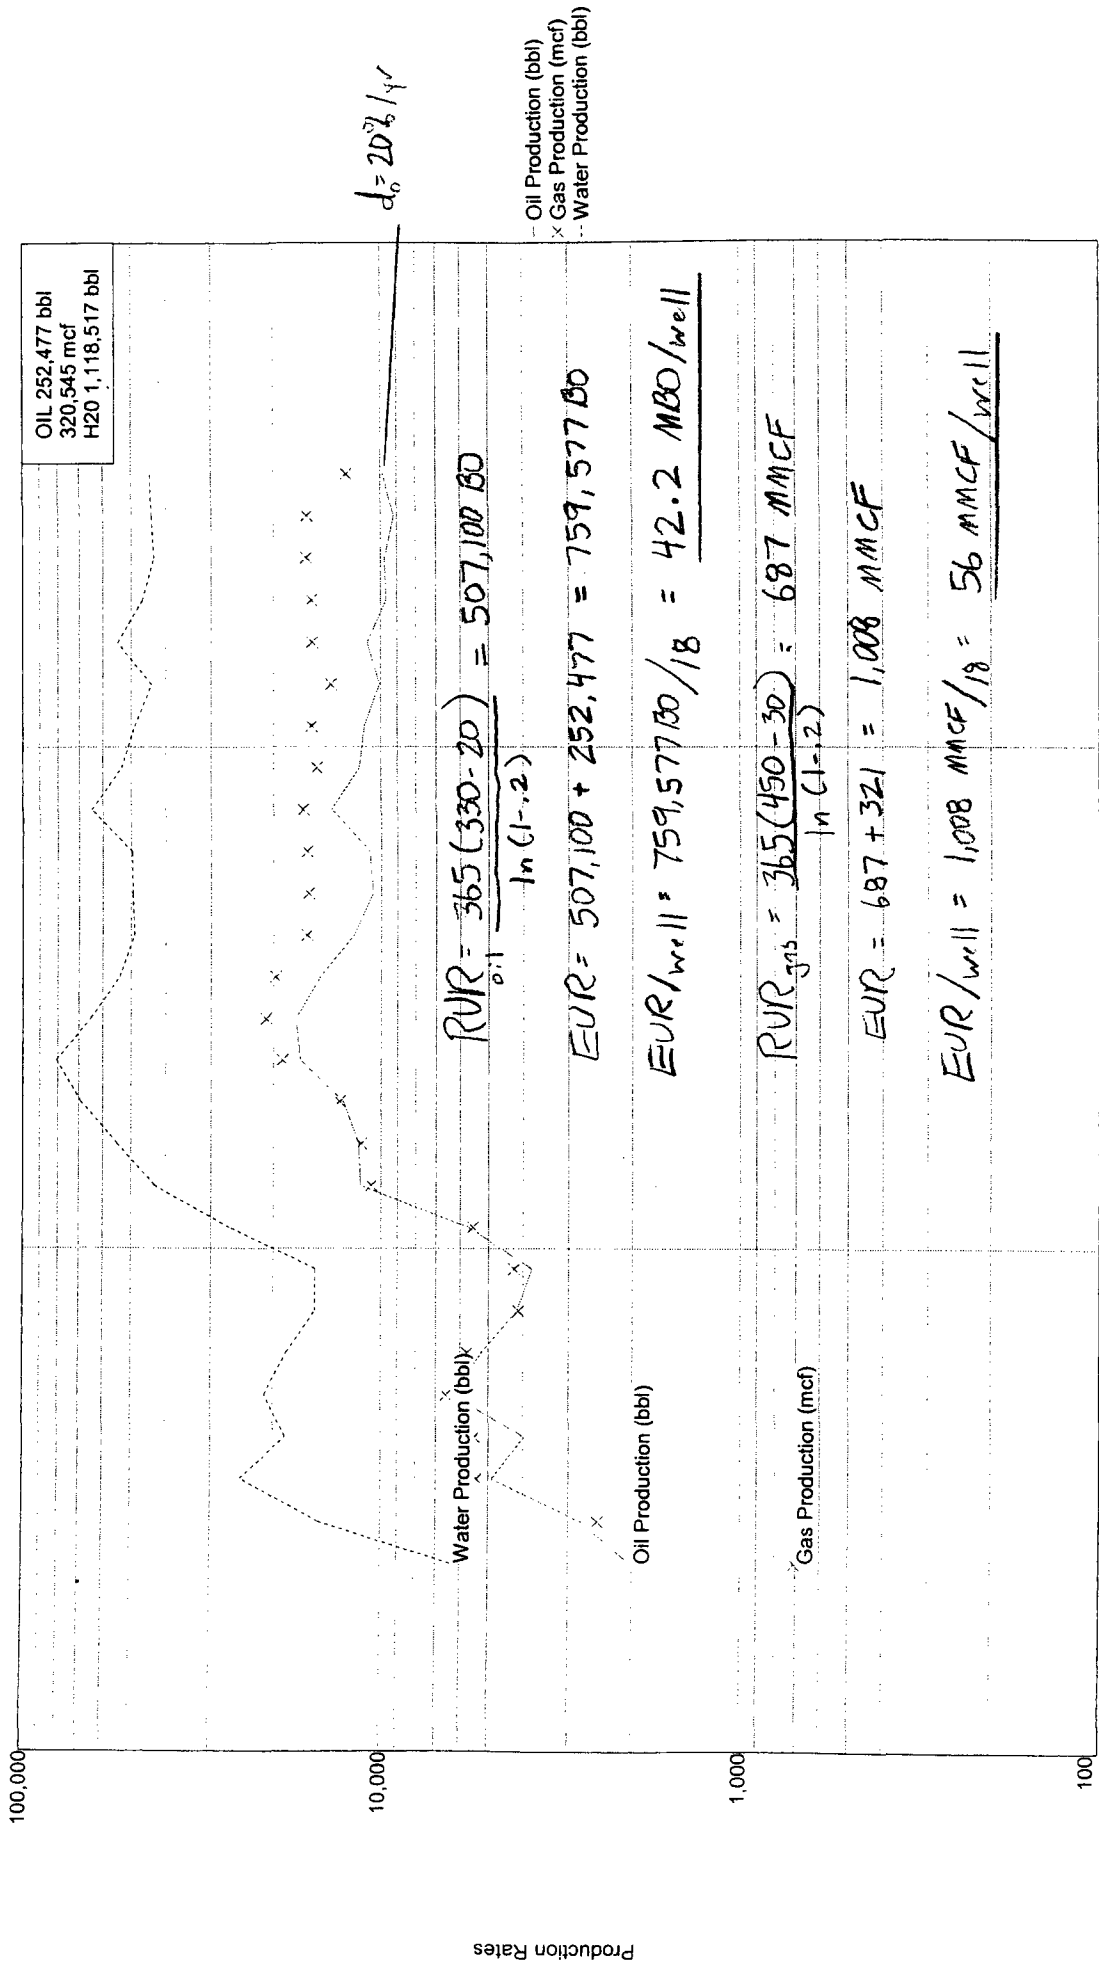 OIL 252,477 bbl
320,545 mcf
H20 1,118,517 bbl
d₀ = 20%/yr
100,000
10,000
1,000
100
Production Rates
Oil Production (bbl)
Gas Production (mcf)
Water Production (bbl)
Water Production (bbl)
Oil Production (bbl)
Gas Production (mcf)
RUR oil = 365 (330-20) = 507,100 BO
ln (1-.2)
EUR = 507,100 + 252,477 = 759,577 BO
EUR/well = 759,577 BO/18 = 42.2 MBO/well
RUR gas = 365 (450-30) = 687 MMCF
ln (1-.2)
EUR = 687 + 321 = 1,008 MMCF
EUR/well = 1,008 MMCF/18 = 56 MMCF/well